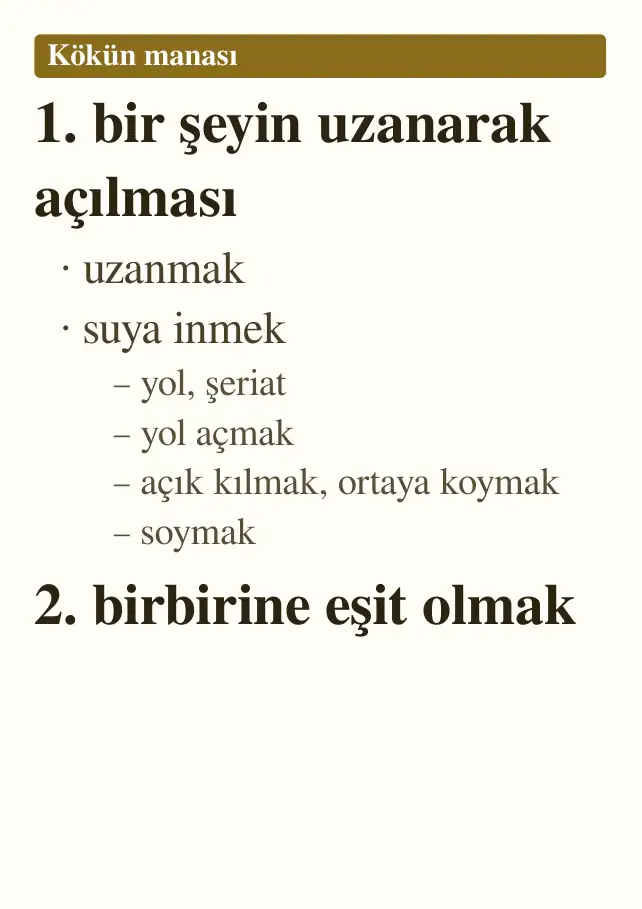 Kökün manası
1. bir şeyin uzanarak
açılması
· uzanmak
· suya inmek
– yol, şeriat
– yol açmak
– açık kılmak, ortaya koymak
– soymak
2. birbirine eşit olmak